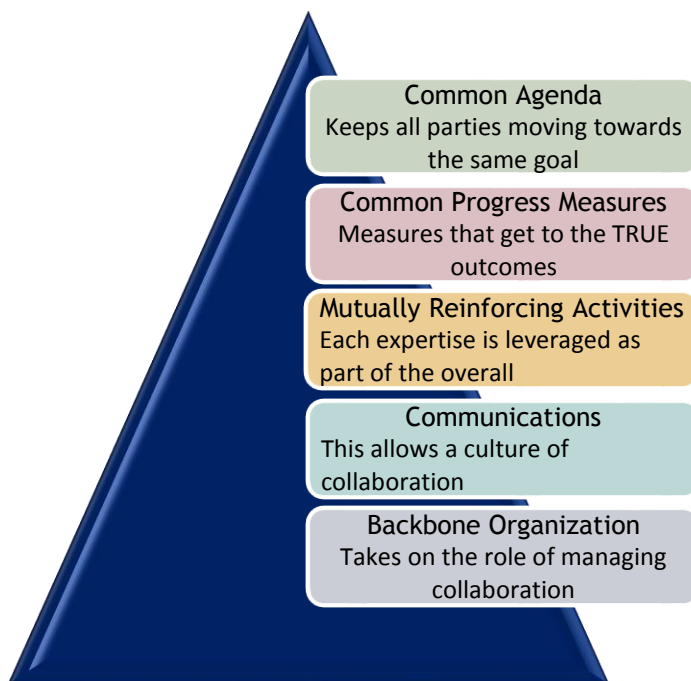 Common Agenda
Keeps all parties moving towards
the same goal
Common Progress Measures
Measures that get to the TRUE
outcomes
Mutually Reinforcing Activities
Each expertise is leveraged as
part of the overall
Communications
This allows a culture of
collaboration
Backbone Organization
Takes on the role of managing
collaboration